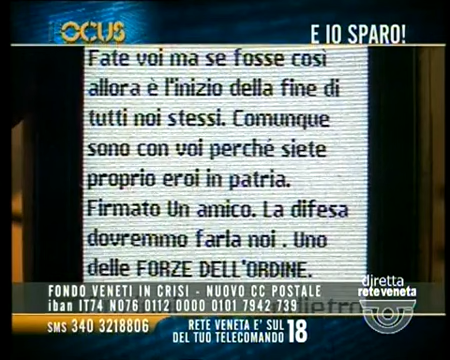 FOCUS
E IO SPARO!
Fate voi ma se fosse così
allora è l'inizio della fine di
tutti noi stessi. Comunque
sono con voi perché siete
proprio eroi in patria.
Firmato Un amico. La difesa
dovremmo farla noi . Uno
delle FORZE DELL'ORDINE.
FONDO VENETI IN CRISI - NUOVO CC POSTALE
iban IT74 N076 0112 0000 0101 7942 739
diretta
reteveneta
SMS 340 3218806
RETE VENETA E' SUL
DEL TUO TELECOMANDO 18